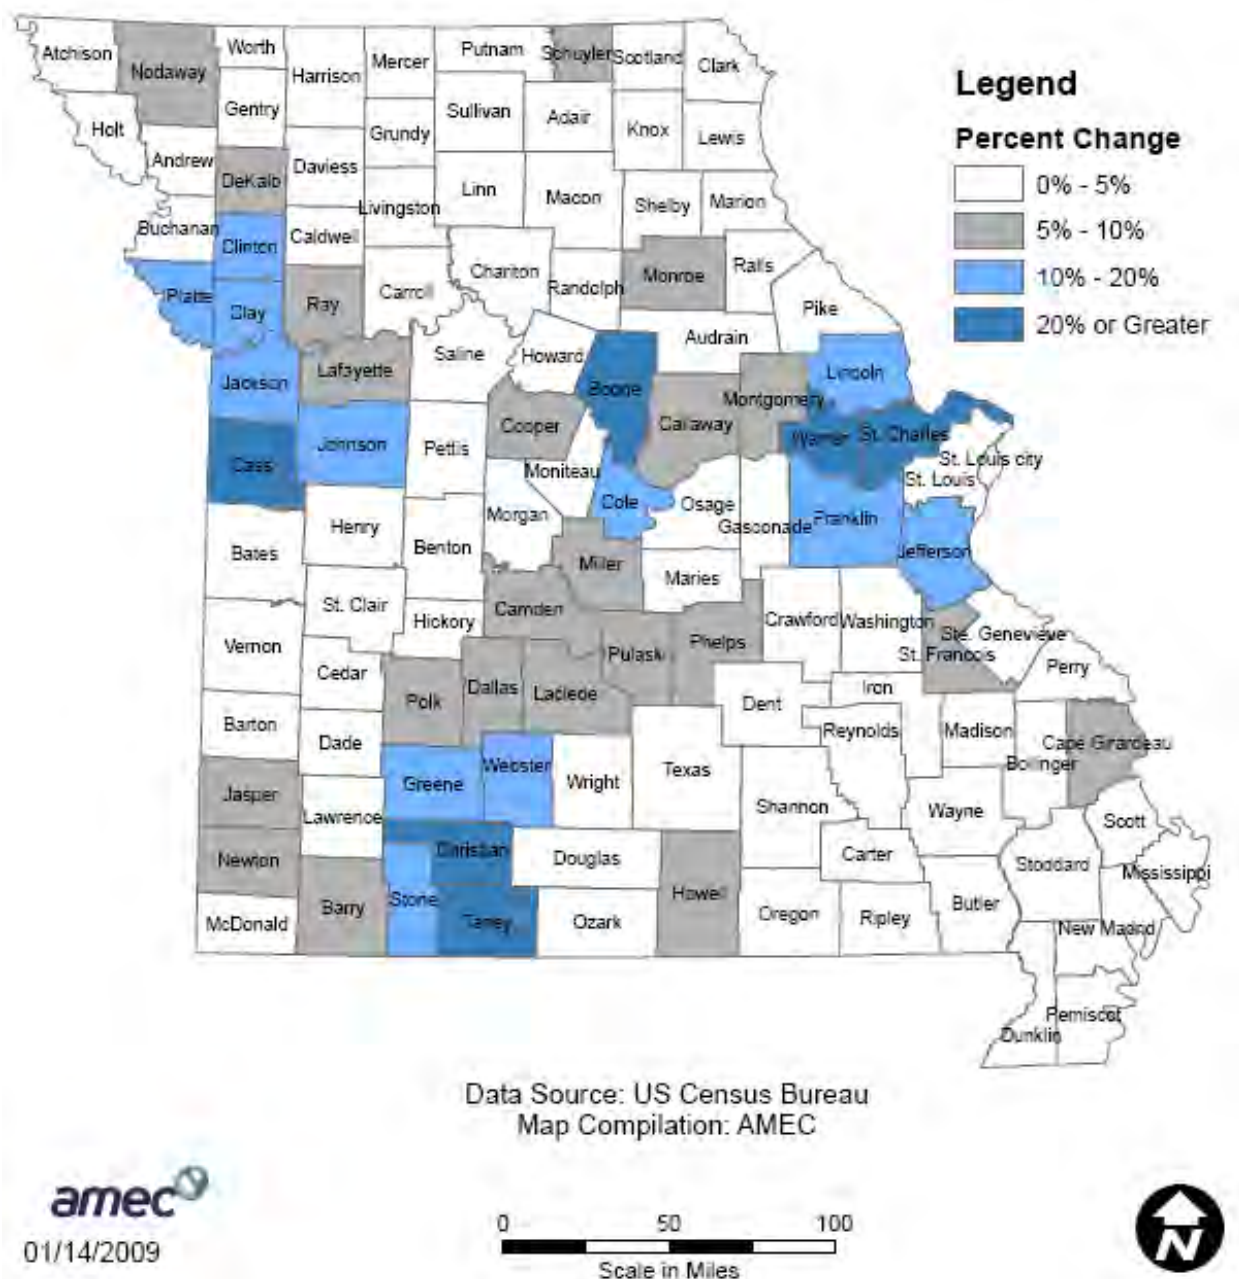 Atchison
Nodaway
Worth
Harrison
Mercer
Putnam
Schuyler
Scotland
Clark
Holt
Gentry
Sullivan
Adair
Knox
Lewis
Andrew
DeKalb
Daviess
Grundy
Linn
Macon
Shelby
Marion
Buchanan
Clinton
Caldwell
Livingston
Chariton
Randolph
Monroe
Ralls
Platte
Clay
Ray
Carroll
Pike
Saline
Howard
Audrain
Jackson
Lafayette
Boone
Lincoln
Cass
Johnson
Pettis
Cooper
Callaway
Montgomery
Warren
St. Charles
Moniteau
St. Louis city
St. Louis
Morgan
Cole
Osage
Gasconade
Franklin
Jefferson
Bates
Henry
Benton
Miller
Maries
St. Clair
Hickory
Camden
Crawford
Washington
Ste. Genevieve
St. Francois
Vernon
Cedar
Pulaski
Phelps
Perry
Polk
Dallas
Laclede
Dent
Iron
Barton
Dade
Reynolds
Madison
Cape Girardeau
Bollinger
Greene
Webster
Wright
Texas
Jasper
Lawrence
Shannon
Wayne
Scott
Newton
Christian
Douglas
Carter
Stoddard
Mississippi
McDonald
Barry
Stone
Taney
Ozark
Howell
Oregon
Ripley
Butler
New Madrid
Dunklin
Pemiscot
Legend
Percent Change
0% - 5%
5% - 10%
10% - 20%
20% or Greater
Data Source: US Census Bureau
Map Compilation: AMEC
amec
01/14/2009
0 50 100
Scale in Miles
N